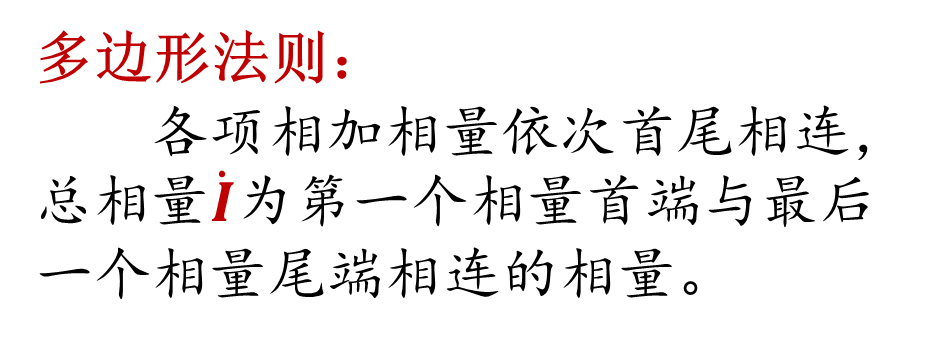 多边形法则：
各项相加相量依次首尾相连，
总相量İ为第一个相量首端与最后
一个相量尾端相连的相量。